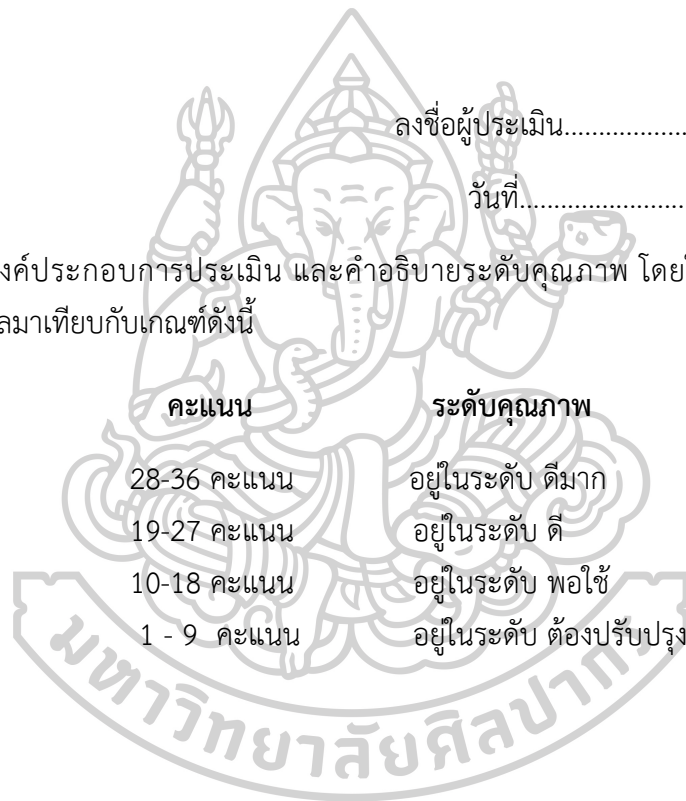 ลงชื่อผู้ประเมิน...................
วันที่........................
งค์ประกอบการประเมิน และคำอธิบายระดับคุณภาพ โดย
ลมาเทียบกับเกณฑ์ดังนี้
คะแนน ระดับคุณภาพ
28-36 คะแนน อยู่ในระดับ ดีมาก
19-27 คะแนน อยู่ในระดับ ดี
10-18 คะแนน อยู่ในระดับ พอใช้
1 - 9 คะแนน อยู่ในระดับ ต้องปรับปรุง
มหาวิทยาลัยศิลปากร